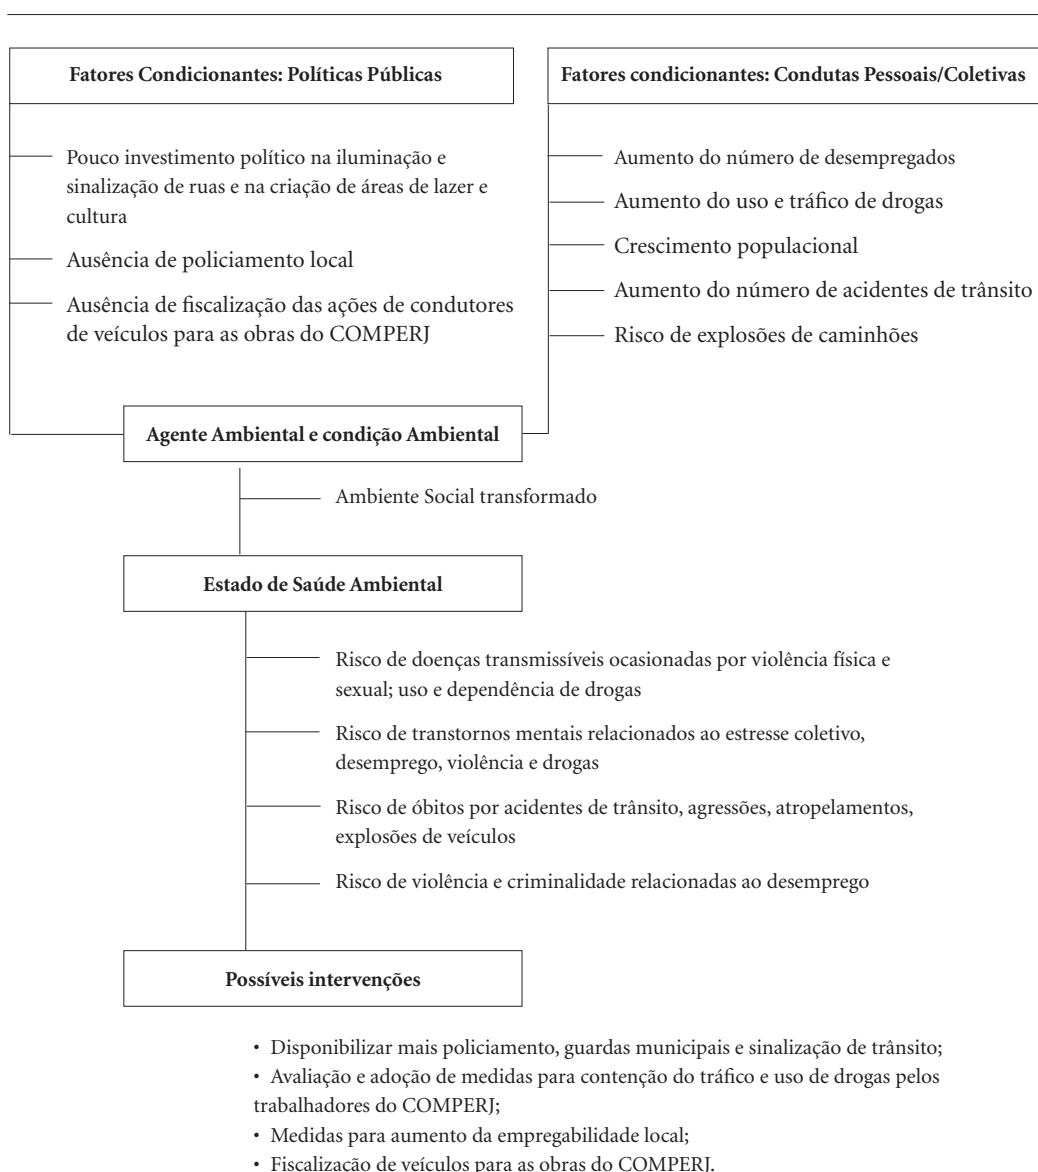 Fatores Condicionantes: Políticas Públicas
Pouco investimento político na iluminação e
sinalização de ruas e na criação de áreas de lazer e
cultura
Ausência de policiamento local
Ausência de fiscalização das ações de condutores
de veículos para as obras do COMPERJ
Fatores condicionantes: Condutas Pessoais/Coletivas
Aumento do número de desempregados
Aumento do uso e tráfico de drogas
Crescimento populacional
Aumento do número de acidentes de trânsito
Risco de explosões de caminhões
Agente Ambiental e condição Ambiental
Ambiente Social transformado
Estado de Saúde Ambiental
Risco de doenças transmissíveis ocasionadas por violência física e
sexual; uso e dependência de drogas
Risco de transtornos mentais relacionados ao estresse coletivo,
desemprego, violência e drogas
Risco de óbitos por acidentes de trânsito, agressões, atropelamentos,
explosões de veículos
Risco de violência e criminalidade relacionadas ao desemprego
Possíveis intervenções
• Disponibilizar mais policiamento, guardas municipais e sinalização de trânsito;
• Avaliação e adoção de medidas para contenção do tráfico e uso de drogas pelos
trabalhadores do COMPERJ;
• Medidas para aumento da empregabilidade local;
• Fiscalização de veículos para as obras do COMPERJ.